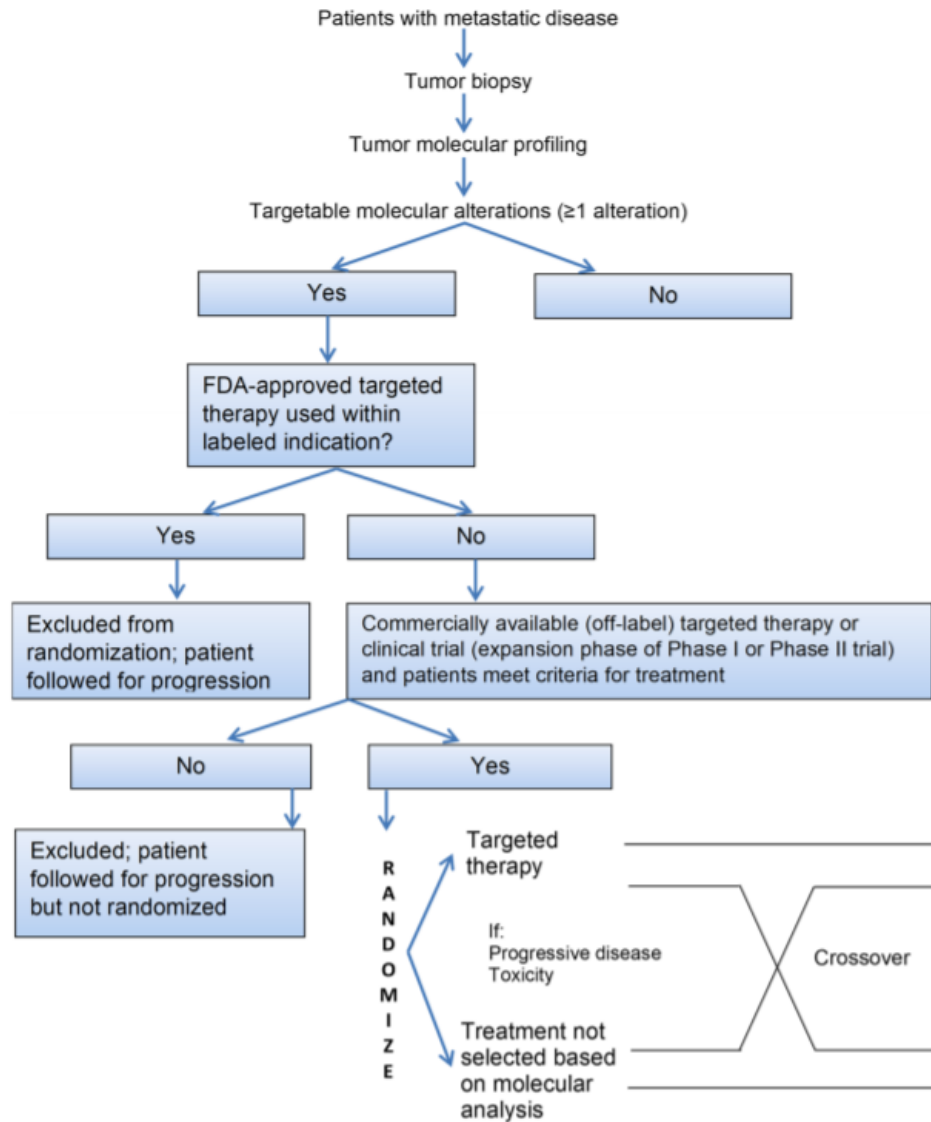 Patients with metastatic disease
Tumor biopsy
Tumor molecular profiling
Targetable molecular alterations (≥1 alteration)
Yes
No
FDA-approved targeted
therapy used within
labeled indication?
Yes
No
Excluded from
randomization; patient
followed for progression
Commercially available (off-label) targeted therapy or
clinical trial (expansion phase of Phase I or Phase II trial)
and patients meet criteria for treatment
No
Yes
Excluded; patient
followed for progression
but not randomized
R
A
N
D
O
M
I
Z
E
Targeted
therapy
If:
Progressive disease
Toxicity
Crossover
Treatment not
selected based
on molecular
analysis